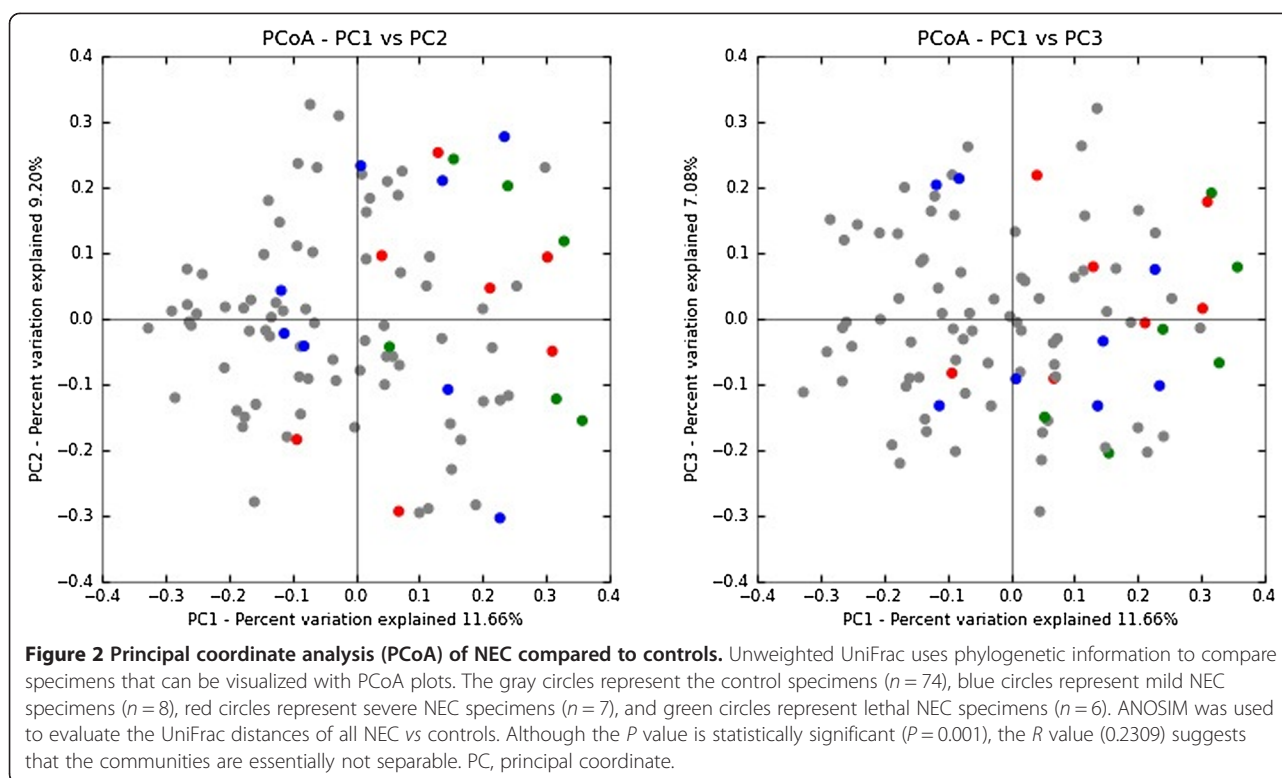 PCoA - PC1 vs PC2
0.4
0.3
0.2
0.1
0.0
−0.1
−0.2
−0.3
−0.4
PC2 - Percent variation explained 9.20%
−0.4 −0.3 −0.2 −0.1 0.0 0.1 0.2 0.3 0.4
PC1 - Percent variation explained 11.66%
PCoA - PC1 vs PC3
0.4
0.3
0.2
0.1
0.0
−0.1
−0.2
−0.3
−0.4
PC3 - Percent variation explained 7.08%
−0.4 −0.3 −0.2 −0.1 0.0 0.1 0.2 0.3 0.4
PC1 - Percent variation explained 11.66%
Figure 2 Principal coordinate analysis (PCoA) of NEC compared to controls. Unweighted UniFrac uses phylogenetic information to compare
specimens that can be visualized with PCoA plots. The gray circles represent the control specimens (n = 74), blue circles represent mild NEC
specimens (n = 8), red circles represent severe NEC specimens (n = 7), and green circles represent lethal NEC specimens (n = 6). ANOSIM was used
to evaluate the UniFrac distances of all NEC vs controls. Although the P value is statistically significant (P = 0.001), the R value (0.2309) suggests
that the communities are essentially not separable. PC, principal coordinate.